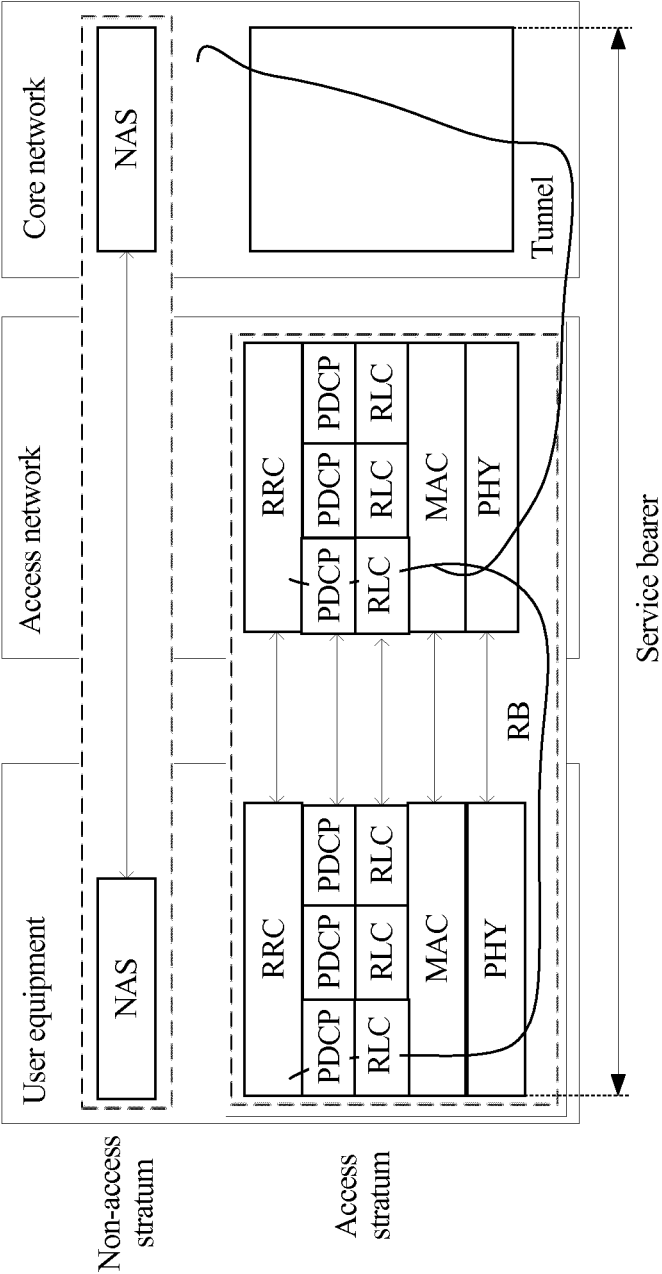 User equipment
Access network
Core network
Non-access
stratum
NAS
NAS
Access
stratum
RRC
PDCP
PDCP
PDCP
RLC
RLC
RLC
MAC
PHY
RRC
PDCP
PDCP
PDCP
RLC
RLC
RLC
MAC
PHY
RB
Tunnel
Service bearer